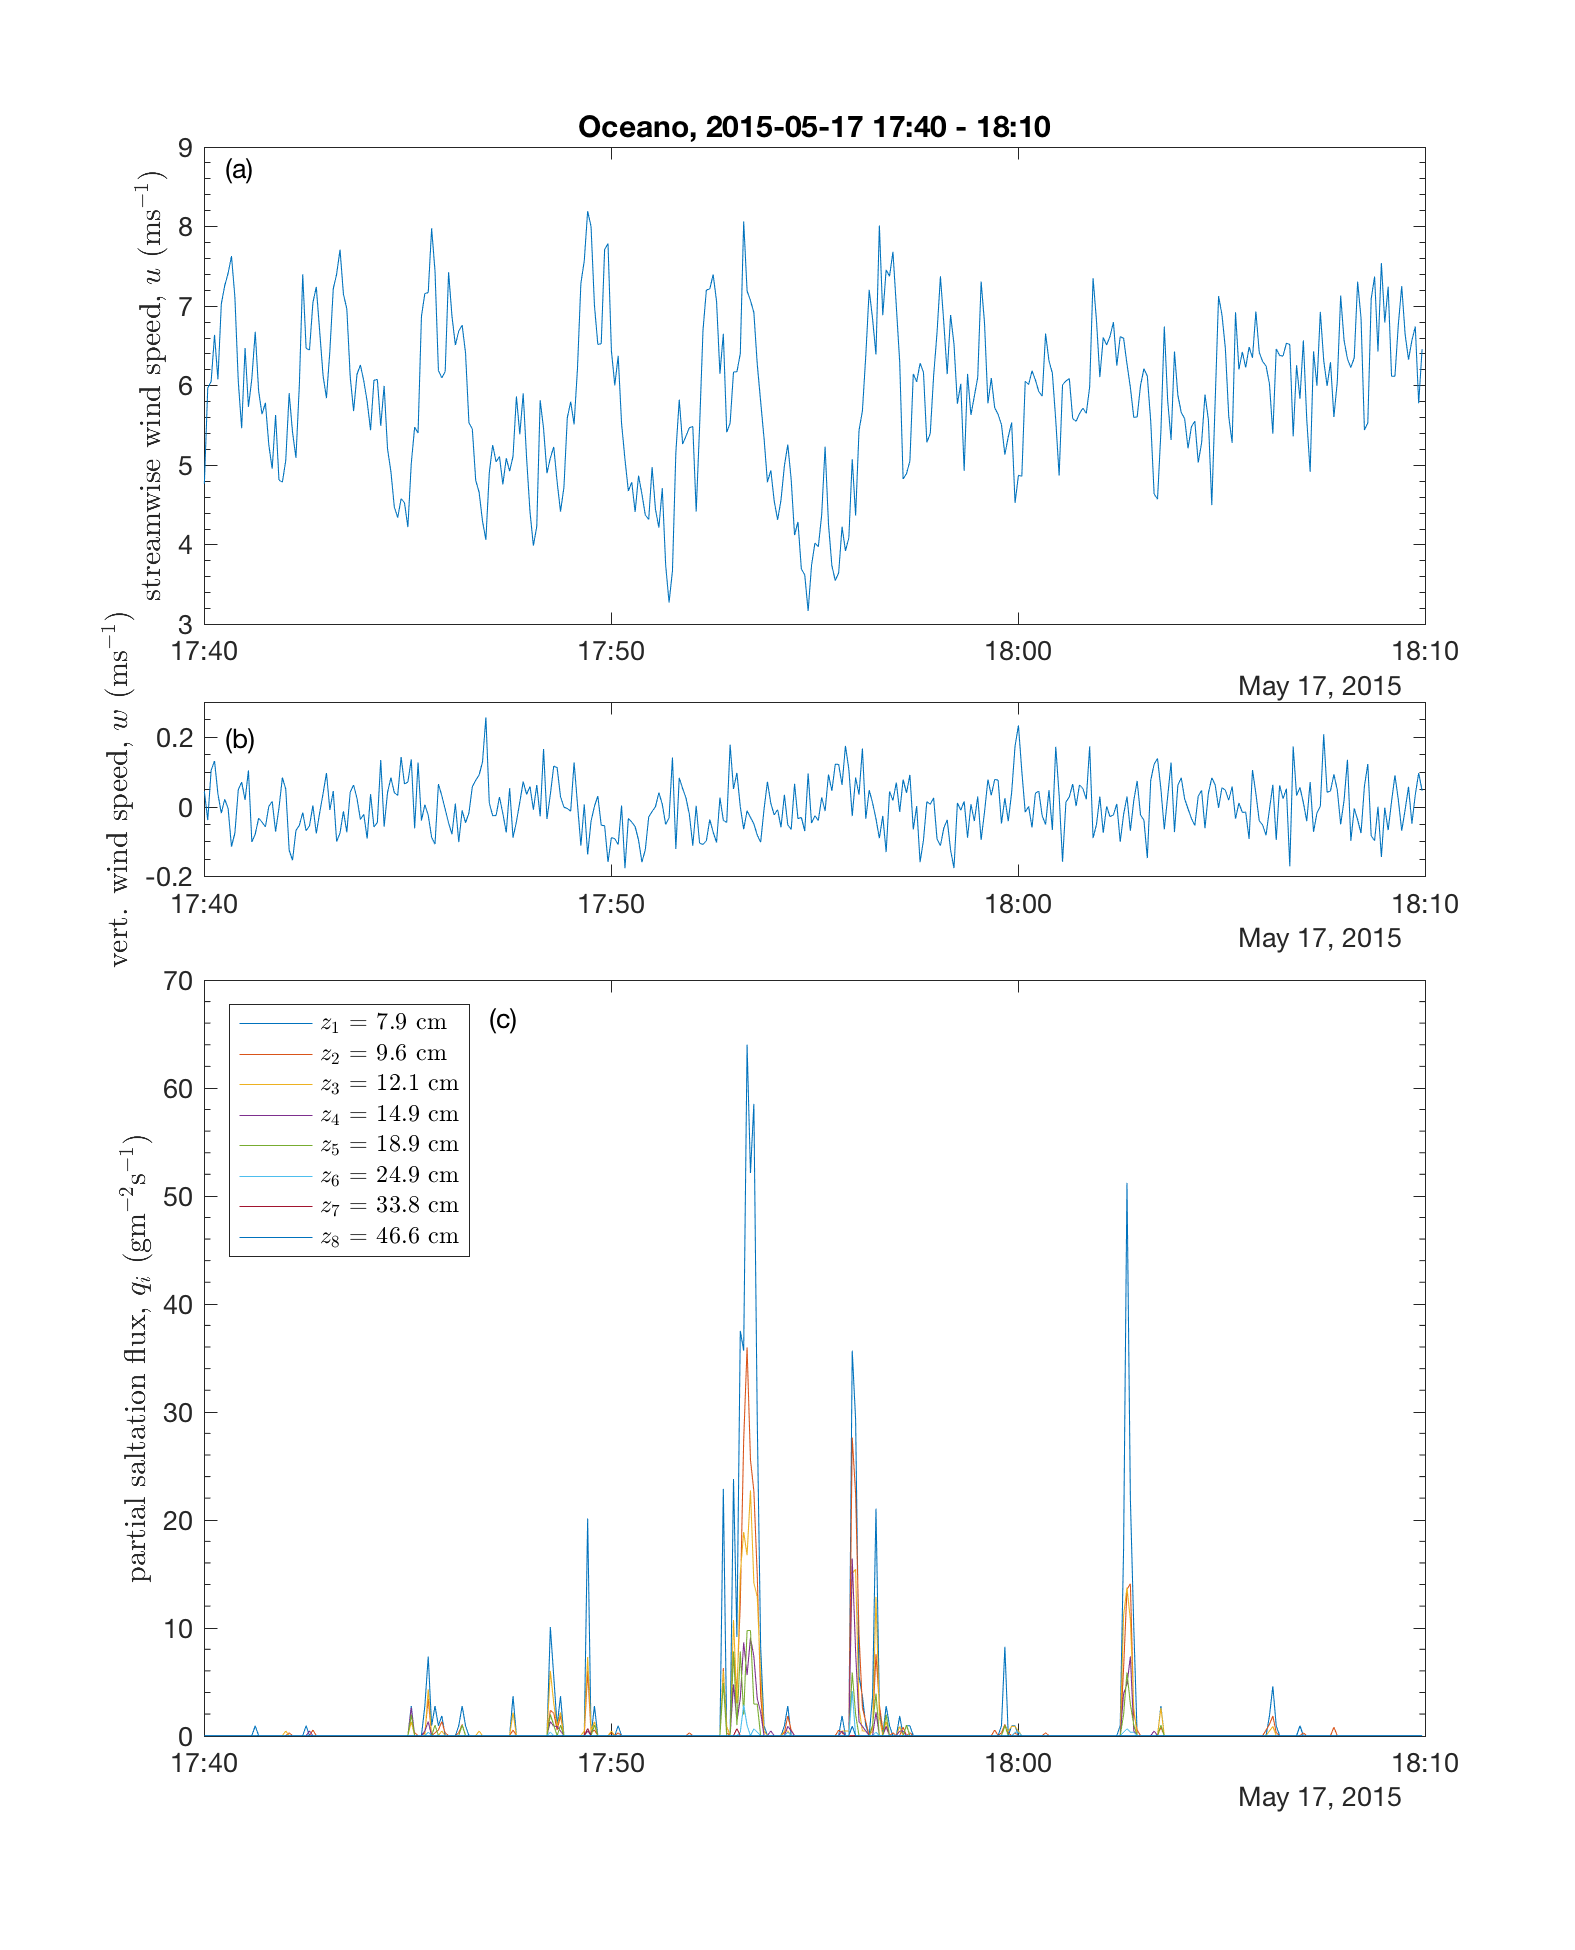 Oceano, 2015-05-17 17:40 - 18:10
(a)
streamwise wind speed, u (ms⁻¹)
9
8
7
6
5
4
3
17:40 17:50 18:00 18:10
May 17, 2015
(b)
vert. wind speed, w (ms⁻¹)
0.2
0
-0.2
17:40 17:50 18:00 18:10
May 17, 2015
(c)
partial saltation flux, qᵢ (gm⁻²s⁻¹)
70
60
50
40
30
20
10
0
z₁ = 7.9 cm
z₂ = 9.6 cm
z₃ = 12.1 cm
z₄ = 14.9 cm
z₅ = 18.9 cm
z₆ = 24.9 cm
z₇ = 33.8 cm
z₈ = 46.6 cm
17:40 17:50 18:00 18:10
May 17, 2015